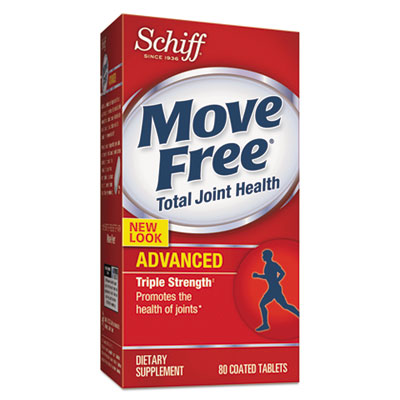 Schiff
SINCE 1936
Move
Free®
Total Joint Health
NEW
LOOK
ADVANCED
Triple Strength†
Promotes the
health of joints*
DIETARY
SUPPLEMENT
80 COATED TABLETS